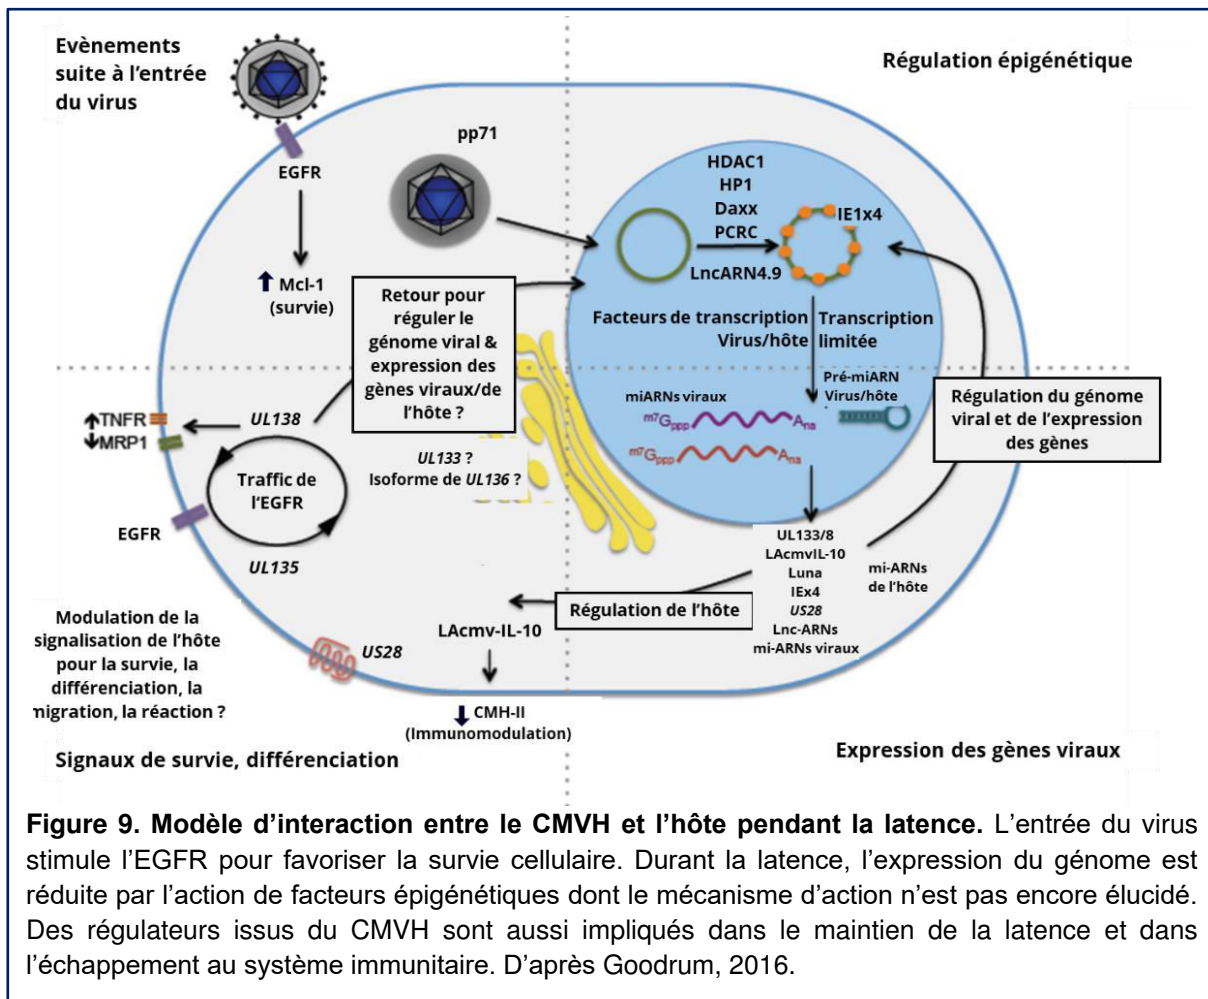 Evènements
suite à l'entrée
du virus
Régulation épigénétique
pp71
EGFR
Mcl-1
(survie)
HDAC1
HP1
Daxx
PCRC
IE1x4
LncARN4.9
Retour pour
réguler le
génome viral &
expression des
gènes viraux/de
l'hôte ?
Facteurs de transcription
Virus/hôte
Transcription
limitée
Pré-miARN
Virus/hôte
miARNs viraux
m7Gppp Ana
m7Gppp Ana
Régulation du génome
viral et de l'expression
des gènes
TNFR
MRP1
UL138
Traffic de
l'EGFR
EGFR
UL135
UL133 ?
Isoforme de UL136 ?
UL133/8
LAcmvIL-10
Luna
IEx4
US28
Lnc-ARNs
mi-ARNs viraux
mi-ARNs
de l'hôte
Régulation de l'hôte
LAcmv-IL-10
US28
CMH-II
(Immunomodulation)
Modulation de la
signalisation de l'hôte
pour la survie, la
différenciation, la
migration, la réaction ?
Signaux de survie, différenciation
Expression des gènes viraux
Figure 9. Modèle d'interaction entre le CMVH et l'hôte pendant la latence. L'entrée du virus
stimule l'EGFR pour favoriser la survie cellulaire. Durant la latence, l'expression du génome est
réduite par l'action de facteurs épigénétiques dont le mécanisme d'action n'est pas encore élucidé.
Des régulateurs issus du CMVH sont aussi impliqués dans le maintien de la latence et dans
l'échappement au système immunitaire. D'après Goodrum, 2016.